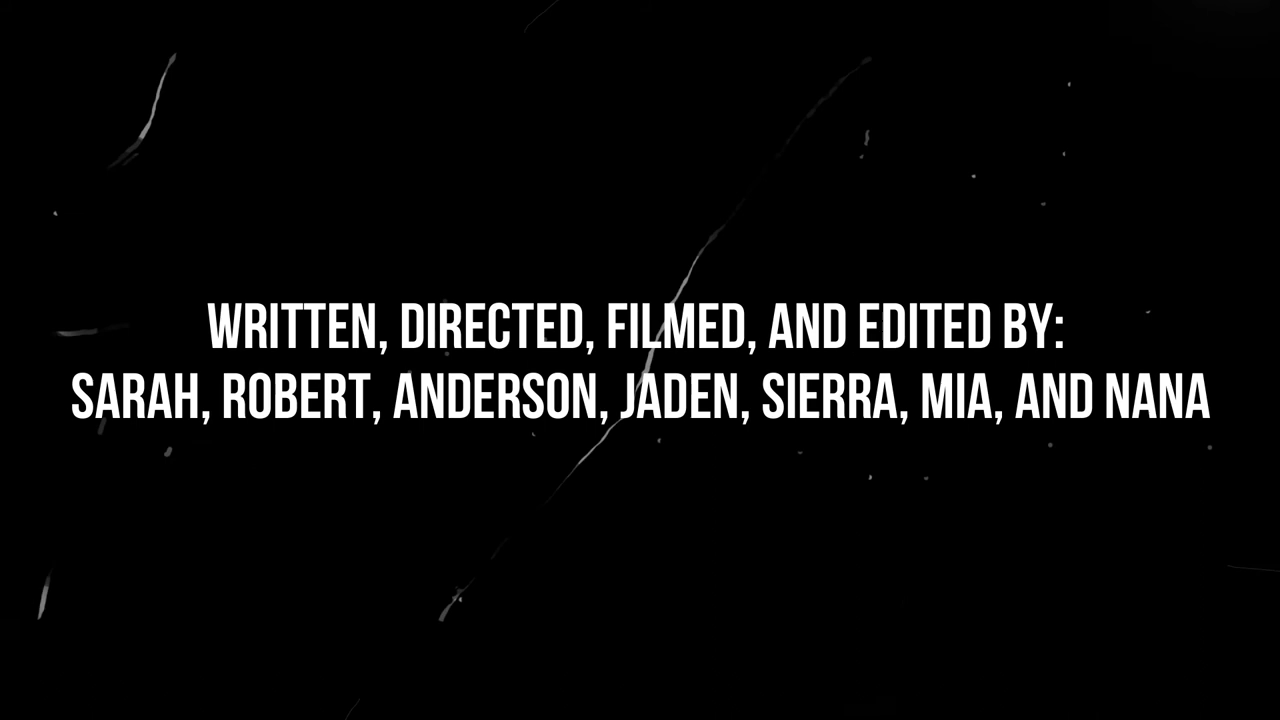 WRITTEN, DIRECTED, FILMED, AND EDITED BY:
SARAH, ROBERT, ANDERSON, JADEN, SIERRA, MIA, AND NANA